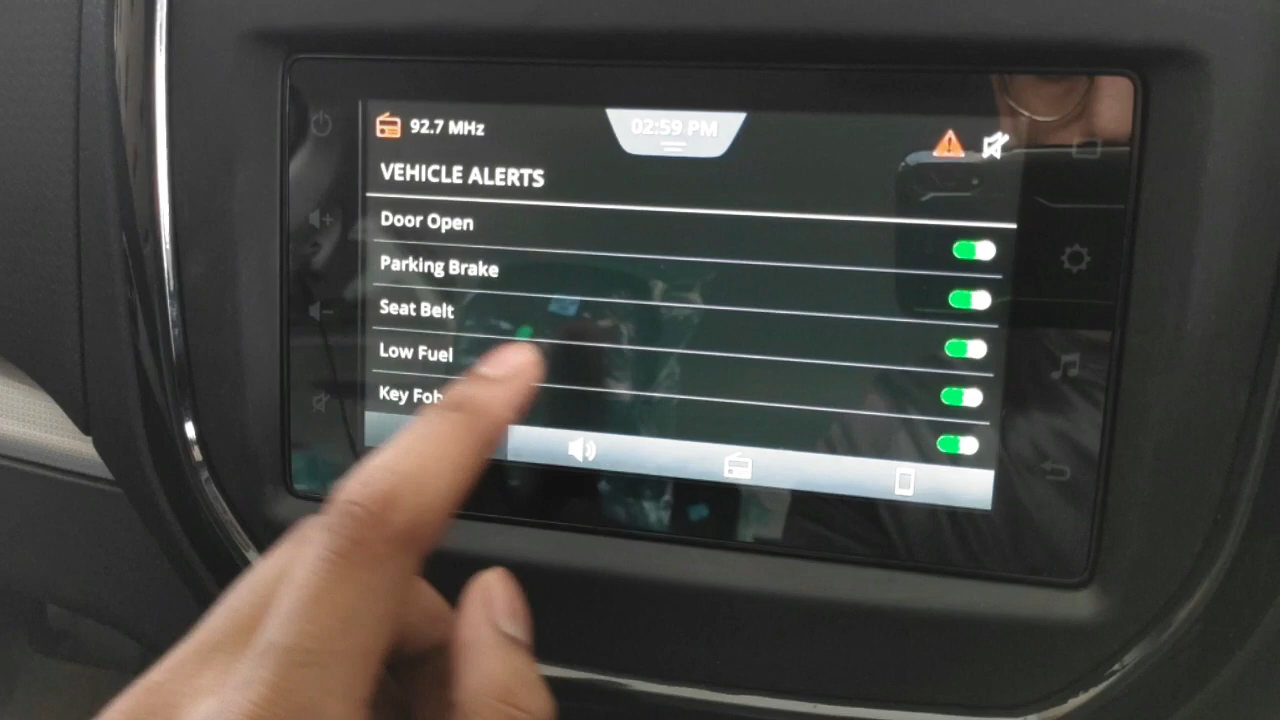 92.7 MHz
02:59 PM
VEHICLE ALERTS
Door Open
Parking Brake
Seat Belt
Low Fuel
Key Fob